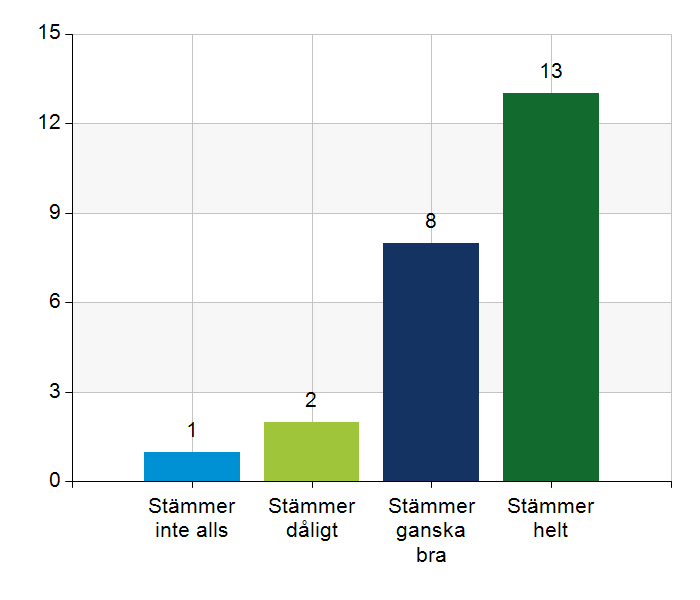 15
13
12
9
8
6
3
2
1
0
Stämmer
inte alls
Stämmer
dåligt
Stämmer
ganska
bra
Stämmer
helt